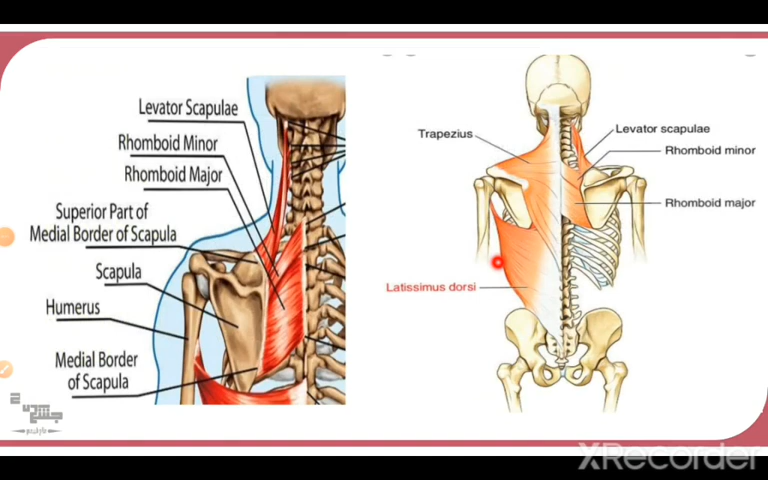 Levator Scapulae
Rhomboid Minor
Rhomboid Major
Superior Part of
Medial Border of Scapula
Scapula
Humerus
Medial Border
of Scapula
Trapezius
Levator scapulae
Rhomboid minor
Rhomboid major
Latissimus dorsi
XRecorder